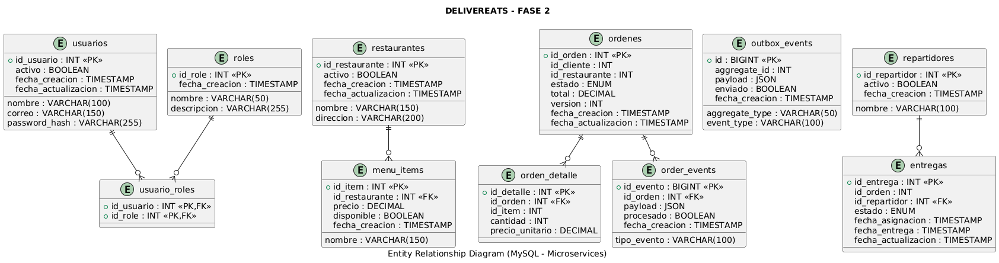 DELIVEREATS - FASE 2
E usuarios
id_usuario : INT «PK»
activo : BOOLEAN
fecha_creacion : TIMESTAMP
fecha_actualizacion : TIMESTAMP
nombre : VARCHAR(100)
correo : VARCHAR(150)
password_hash : VARCHAR(255)
E roles
id_role : INT «PK»
fecha_creacion : TIMESTAMP
nombre : VARCHAR(50)
descripcion : VARCHAR(255)
E restaurantes
id_restaurante : INT «PK»
activo : BOOLEAN
fecha_creacion : TIMESTAMP
fecha_actualizacion : TIMESTAMP
nombre : VARCHAR(150)
direccion : VARCHAR(200)
E ordenes
id_orden : INT «PK»
id_cliente : INT
id_restaurante : INT
estado : ENUM
total : DECIMAL
version : INT
fecha_creacion : TIMESTAMP
fecha_actualizacion : TIMESTAMP
E outbox_events
id : BIGINT «PK»
aggregate_id : INT
payload : JSON
enviado : BOOLEAN
fecha_creacion : TIMESTAMP
aggregate_type : VARCHAR(50)
event_type : VARCHAR(100)
E repartidores
id_repartidor : INT «PK»
activo : BOOLEAN
fecha_creacion : TIMESTAMP
nombre : VARCHAR(100)
E usuario_roles
id_usuario : INT «PK,FK»
id_role : INT «PK,FK»
E menu_items
id_item : INT «PK»
id_restaurante : INT «FK»
precio : DECIMAL
disponible : BOOLEAN
fecha_creacion : TIMESTAMP
nombre : VARCHAR(150)
E orden_detalle
id_detalle : INT «PK»
id_orden : INT «FK»
id_item : INT
cantidad : INT
precio_unitario : DECIMAL
E order_events
id_evento : BIGINT «PK»
id_orden : INT «FK»
payload : JSON
procesado : BOOLEAN
fecha_creacion : TIMESTAMP
tipo_evento : VARCHAR(100)
E entregas
id_entrega : INT «PK»
id_orden : INT
id_repartidor : INT «FK»
estado : ENUM
fecha_asignacion : TIMESTAMP
fecha_entrega : TIMESTAMP
fecha_actualizacion : TIMESTAMP
Entity Relationship Diagram (MySQL - Microservices)